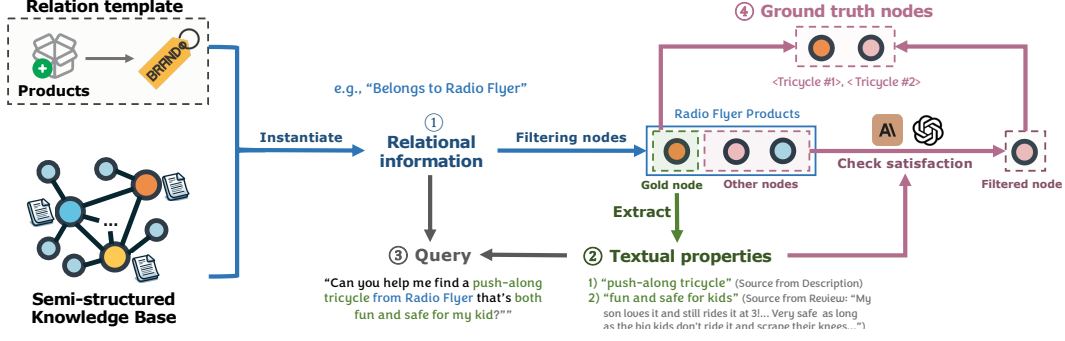 Relation template
BRAND
Products
Semi-structured
Knowledge Base
Instantiate
e.g., “Belongs to Radio Flyer”
①
Relational
information
Filtering nodes
Radio Flyer Products
Gold node
Other nodes
Extract
④ Ground truth nodes
<Tricycle #1>, < Tricycle #2>
A\
Check satisfaction
Filtered node
③ Query
“Can you help me find a push-along
tricycle from Radio Flyer that’s both
fun and safe for my kid?””
② Textual properties
1) “push-along tricycle” (Source from Description)
2) “fun and safe for kids” (Source from Review: “My
son loves it and still rides it at 3!... Very safe as long
as the big kids don’t ride it and scrape their knees...”)
...